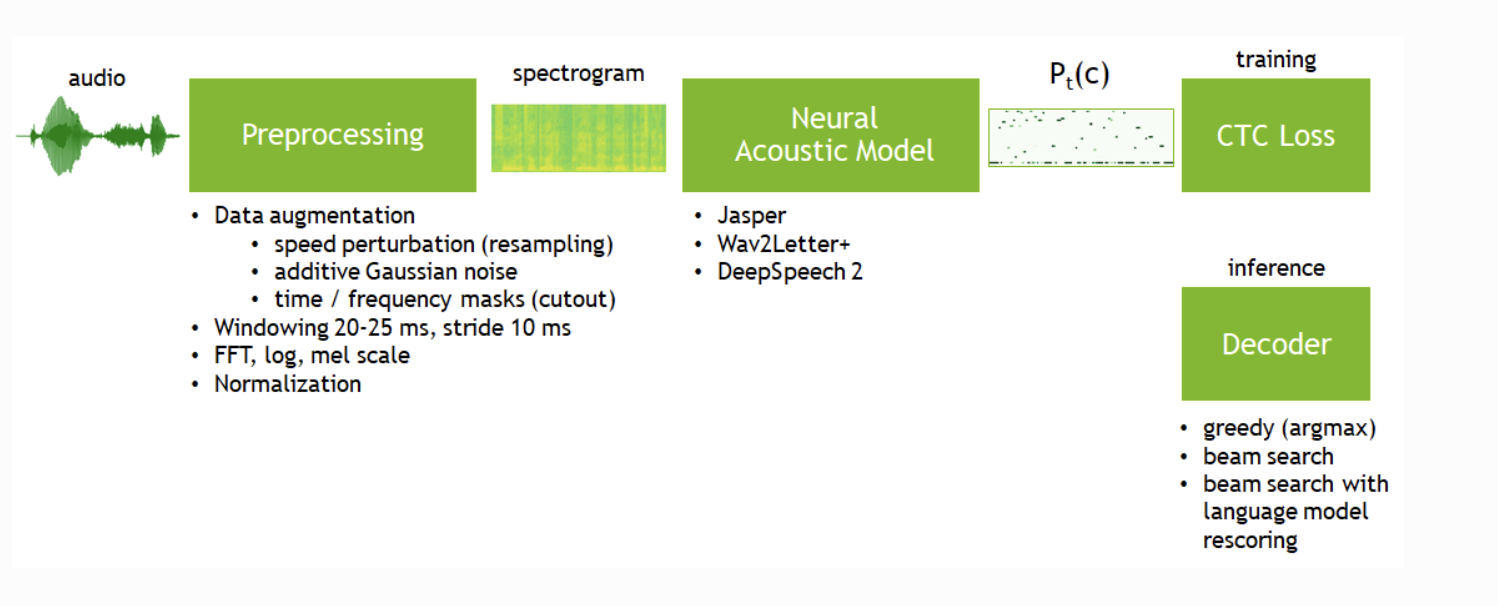 audio
Preprocessing
• Data augmentation
• speed perturbation (resampling)
• additive Gaussian noise
• time / frequency masks (cutout)
• Windowing 20-25 ms, stride 10 ms
• FFT, log, mel scale
• Normalization
spectrogram
Neural
Acoustic Model
• Jasper
• Wav2Letter+
• DeepSpeech 2
Pt(c)
training
CTC Loss
inference
Decoder
• greedy (argmax)
• beam search
• beam search with
language model
rescoring